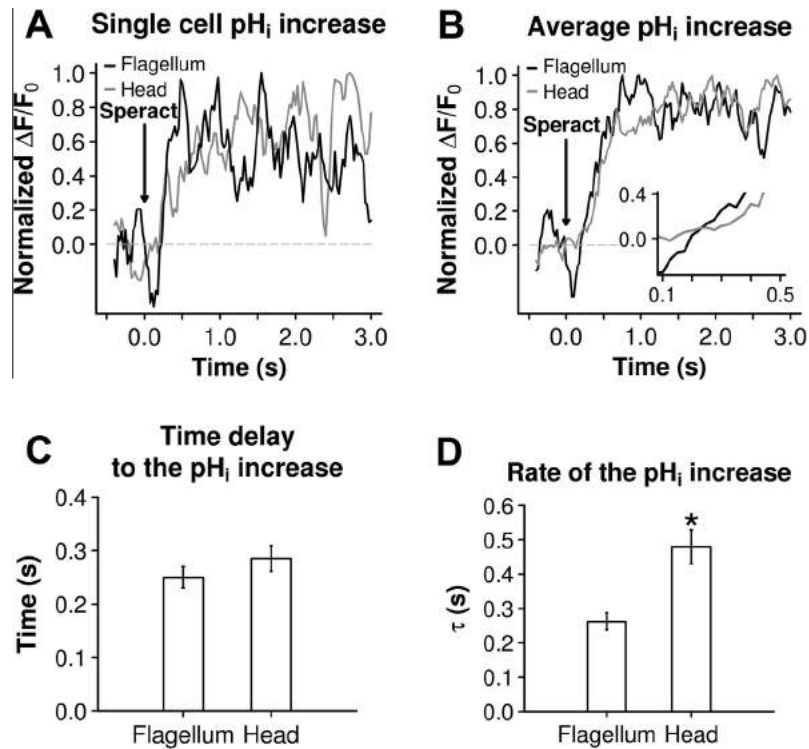 A
Single cell pHi increase
Flagellum
Head
Speract
Normalized ΔF/F0
1.0
0.8
0.6
0.4
0.2
0.0
0.0
1.0
2.0
3.0
Time (s)
B
Average pHi increase
Flagellum
Head
Speract
Normalized ΔF/F0
1.0
0.8
0.6
0.4
0.2
0.0
0.4
0.0
0.1
0.5
0.0
1.0
2.0
3.0
Time (s)
C
Time delay
to the pHi increase
Time (s)
0.4
0.3
0.2
0.1
0.0
Flagellum Head
D
Rate of the pHi increase
τ (s)
0.6
0.5
0.4
0.3
0.2
0.1
0.0
*
Flagellum Head